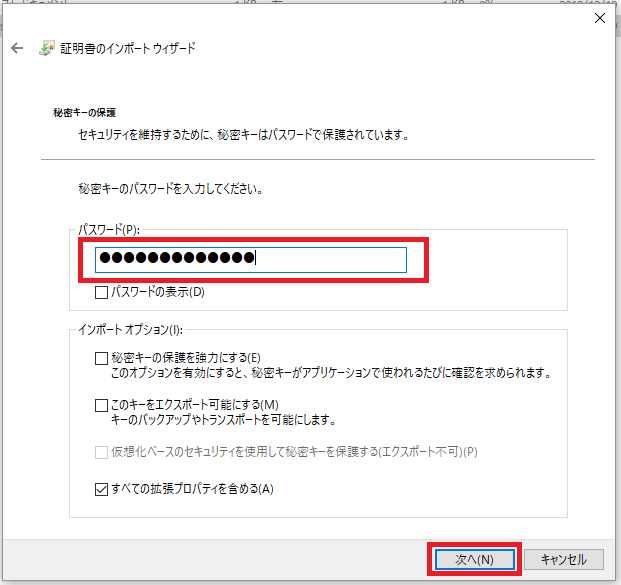 証明書のインポート ウィザード
秘密キーの保護
セキュリティを維持するために、秘密キーはパスワードで保護されています。
秘密キーのパスワードを入力してください。
パスワード(P):
●●●●●●●●●●●●●
パスワードの表示(D)
インポート オプション(I):
秘密キーの保護を強力にする(E)
このオプションを有効にすると、秘密キーがアプリケーションで使われるたびに確認を求められます。
このキーをエクスポート可能にする(M)
キーのバックアップやトランスポートを可能にします。
仮想化ベースのセキュリティを使用して秘密キーを保護する(エクスポート不可)(P)
すべての拡張プロパティを含める(A)
次へ(N)
キャンセル